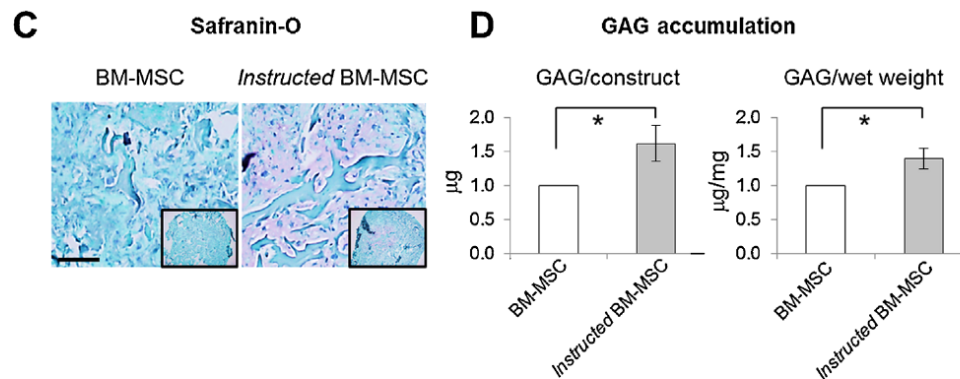 C
Safranin-O
BM-MSC
Instructed BM-MSC
D
GAG accumulation
GAG/construct
μg
2.0
1.5
1.0
0.5
0.0
*
BM-MSC
Instructed BM-MSC
GAG/wet weight
μg/mg
2.0
1.5
1.0
0.5
0.0
*
BM-MSC
Instructed BM-MSC